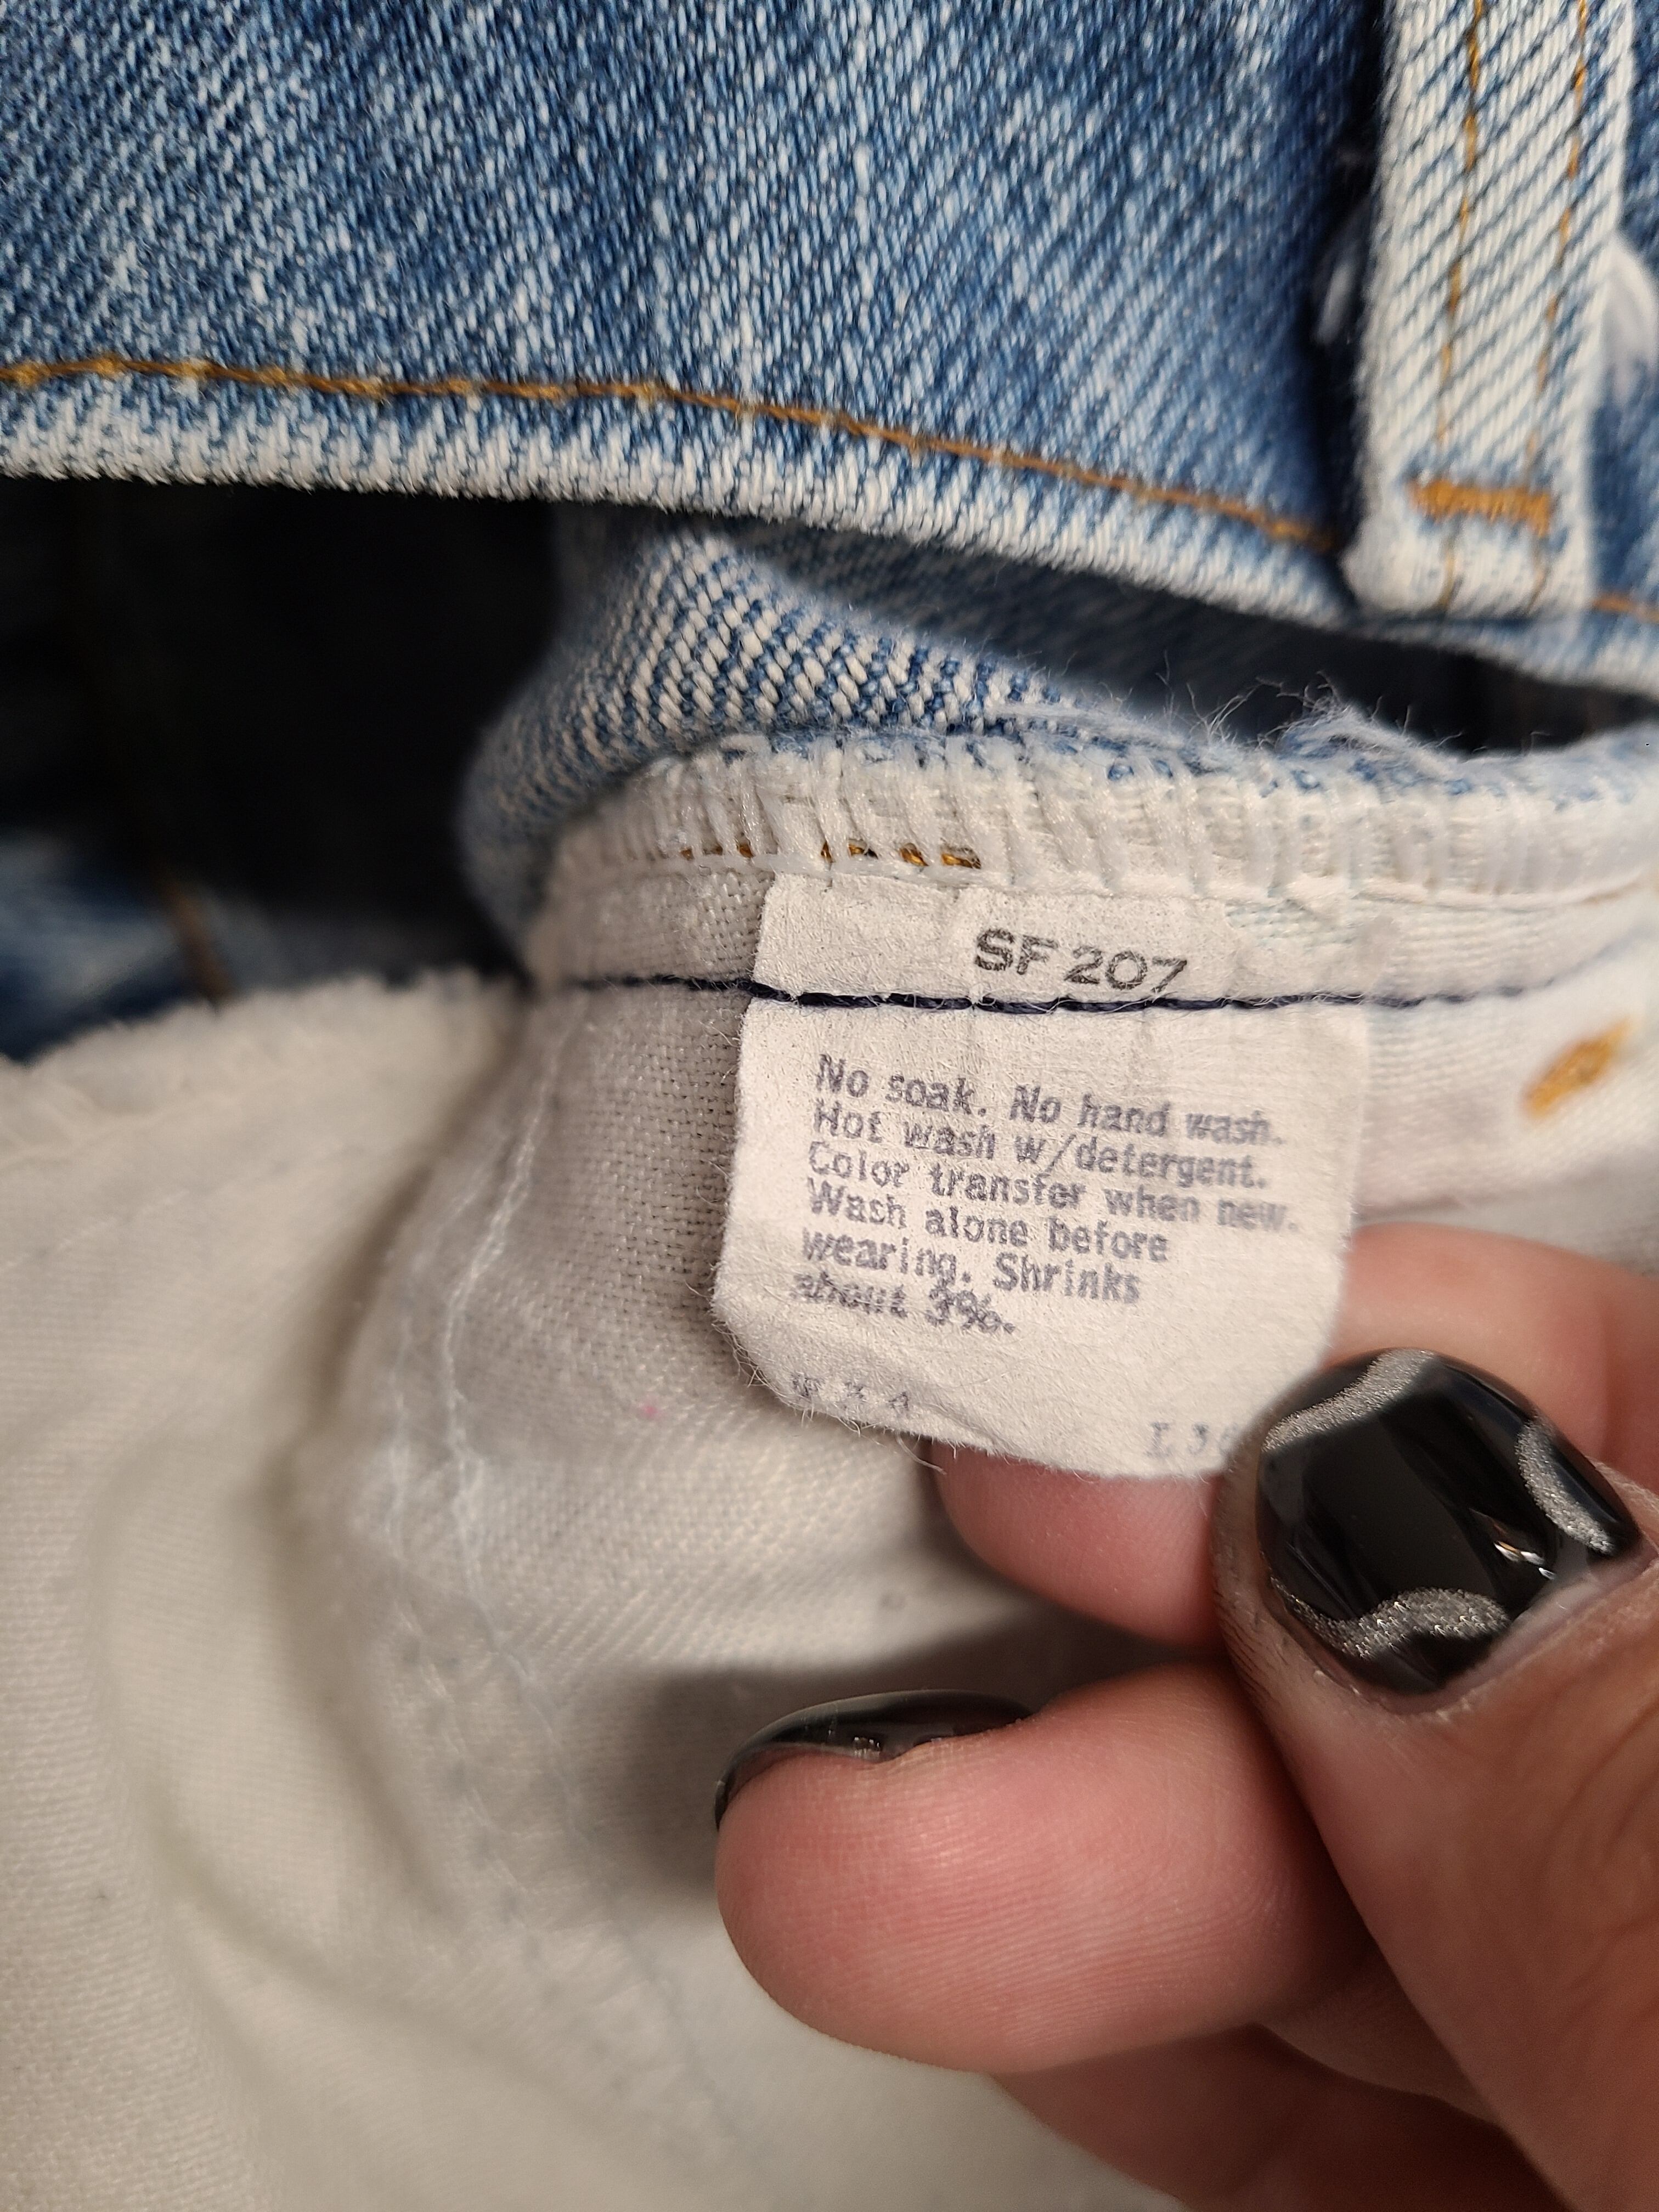 SF 207
No soak. No hand wash.
Hot wash w/detergent.
Color transfer when new.
Wash alone before
wearing. Shrinks
about 3%.